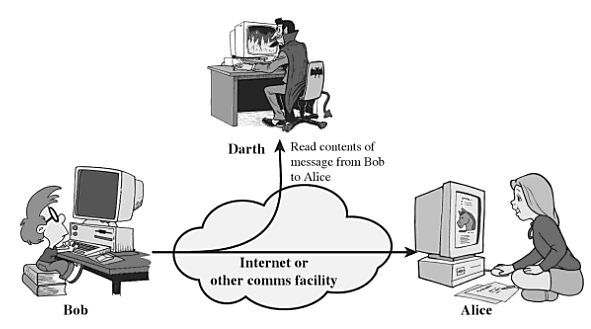 Darth
Read contents of
message from Bob
to Alice
Internet or
other comms facility
Bob
Alice